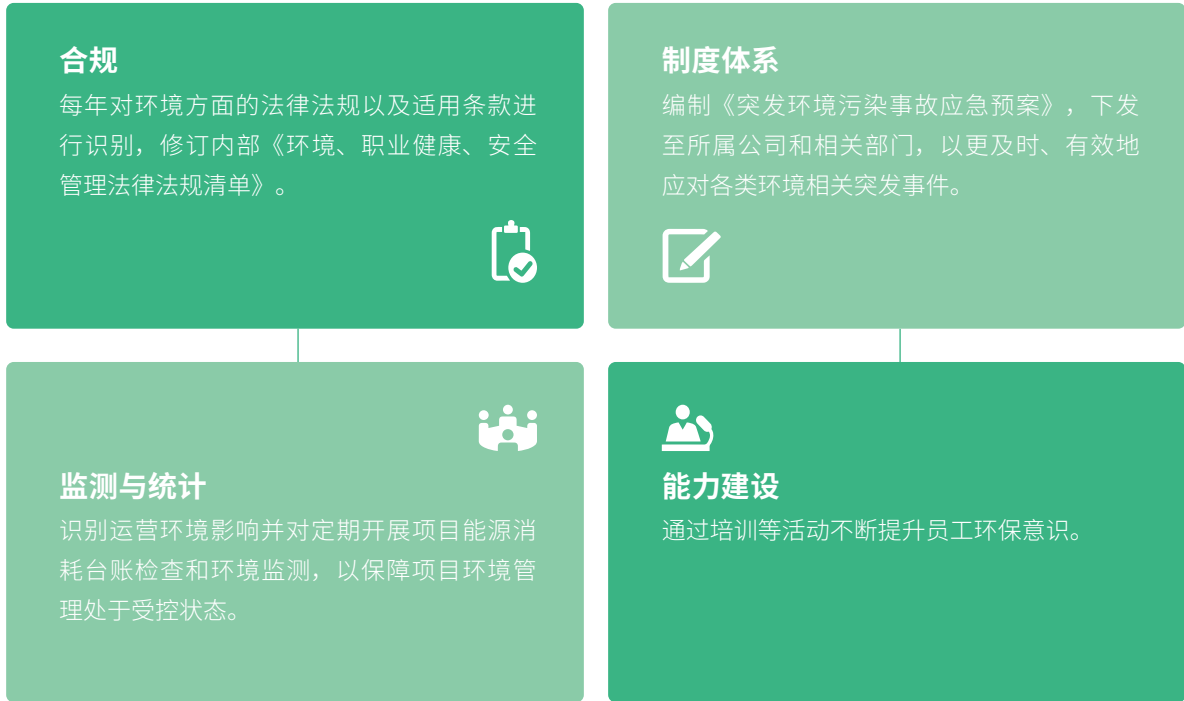 合规
每年对环境方面的法律法规以及适用条款进
行识别，修订内部《环境、职业健康、安全
管理法律法规清单》。
制度体系
编制《突发环境污染事故应急预案》，下发
至所属公司和相关部门，以更及时、有效地
应对各类环境相关突发事件。
监测与统计
识别运营环境影响并对定期开展项目能源消
耗台账检查和环境监测，以保障项目环境管
理处于受控状态。
能力建设
通过培训等活动不断提升员工环保意识。